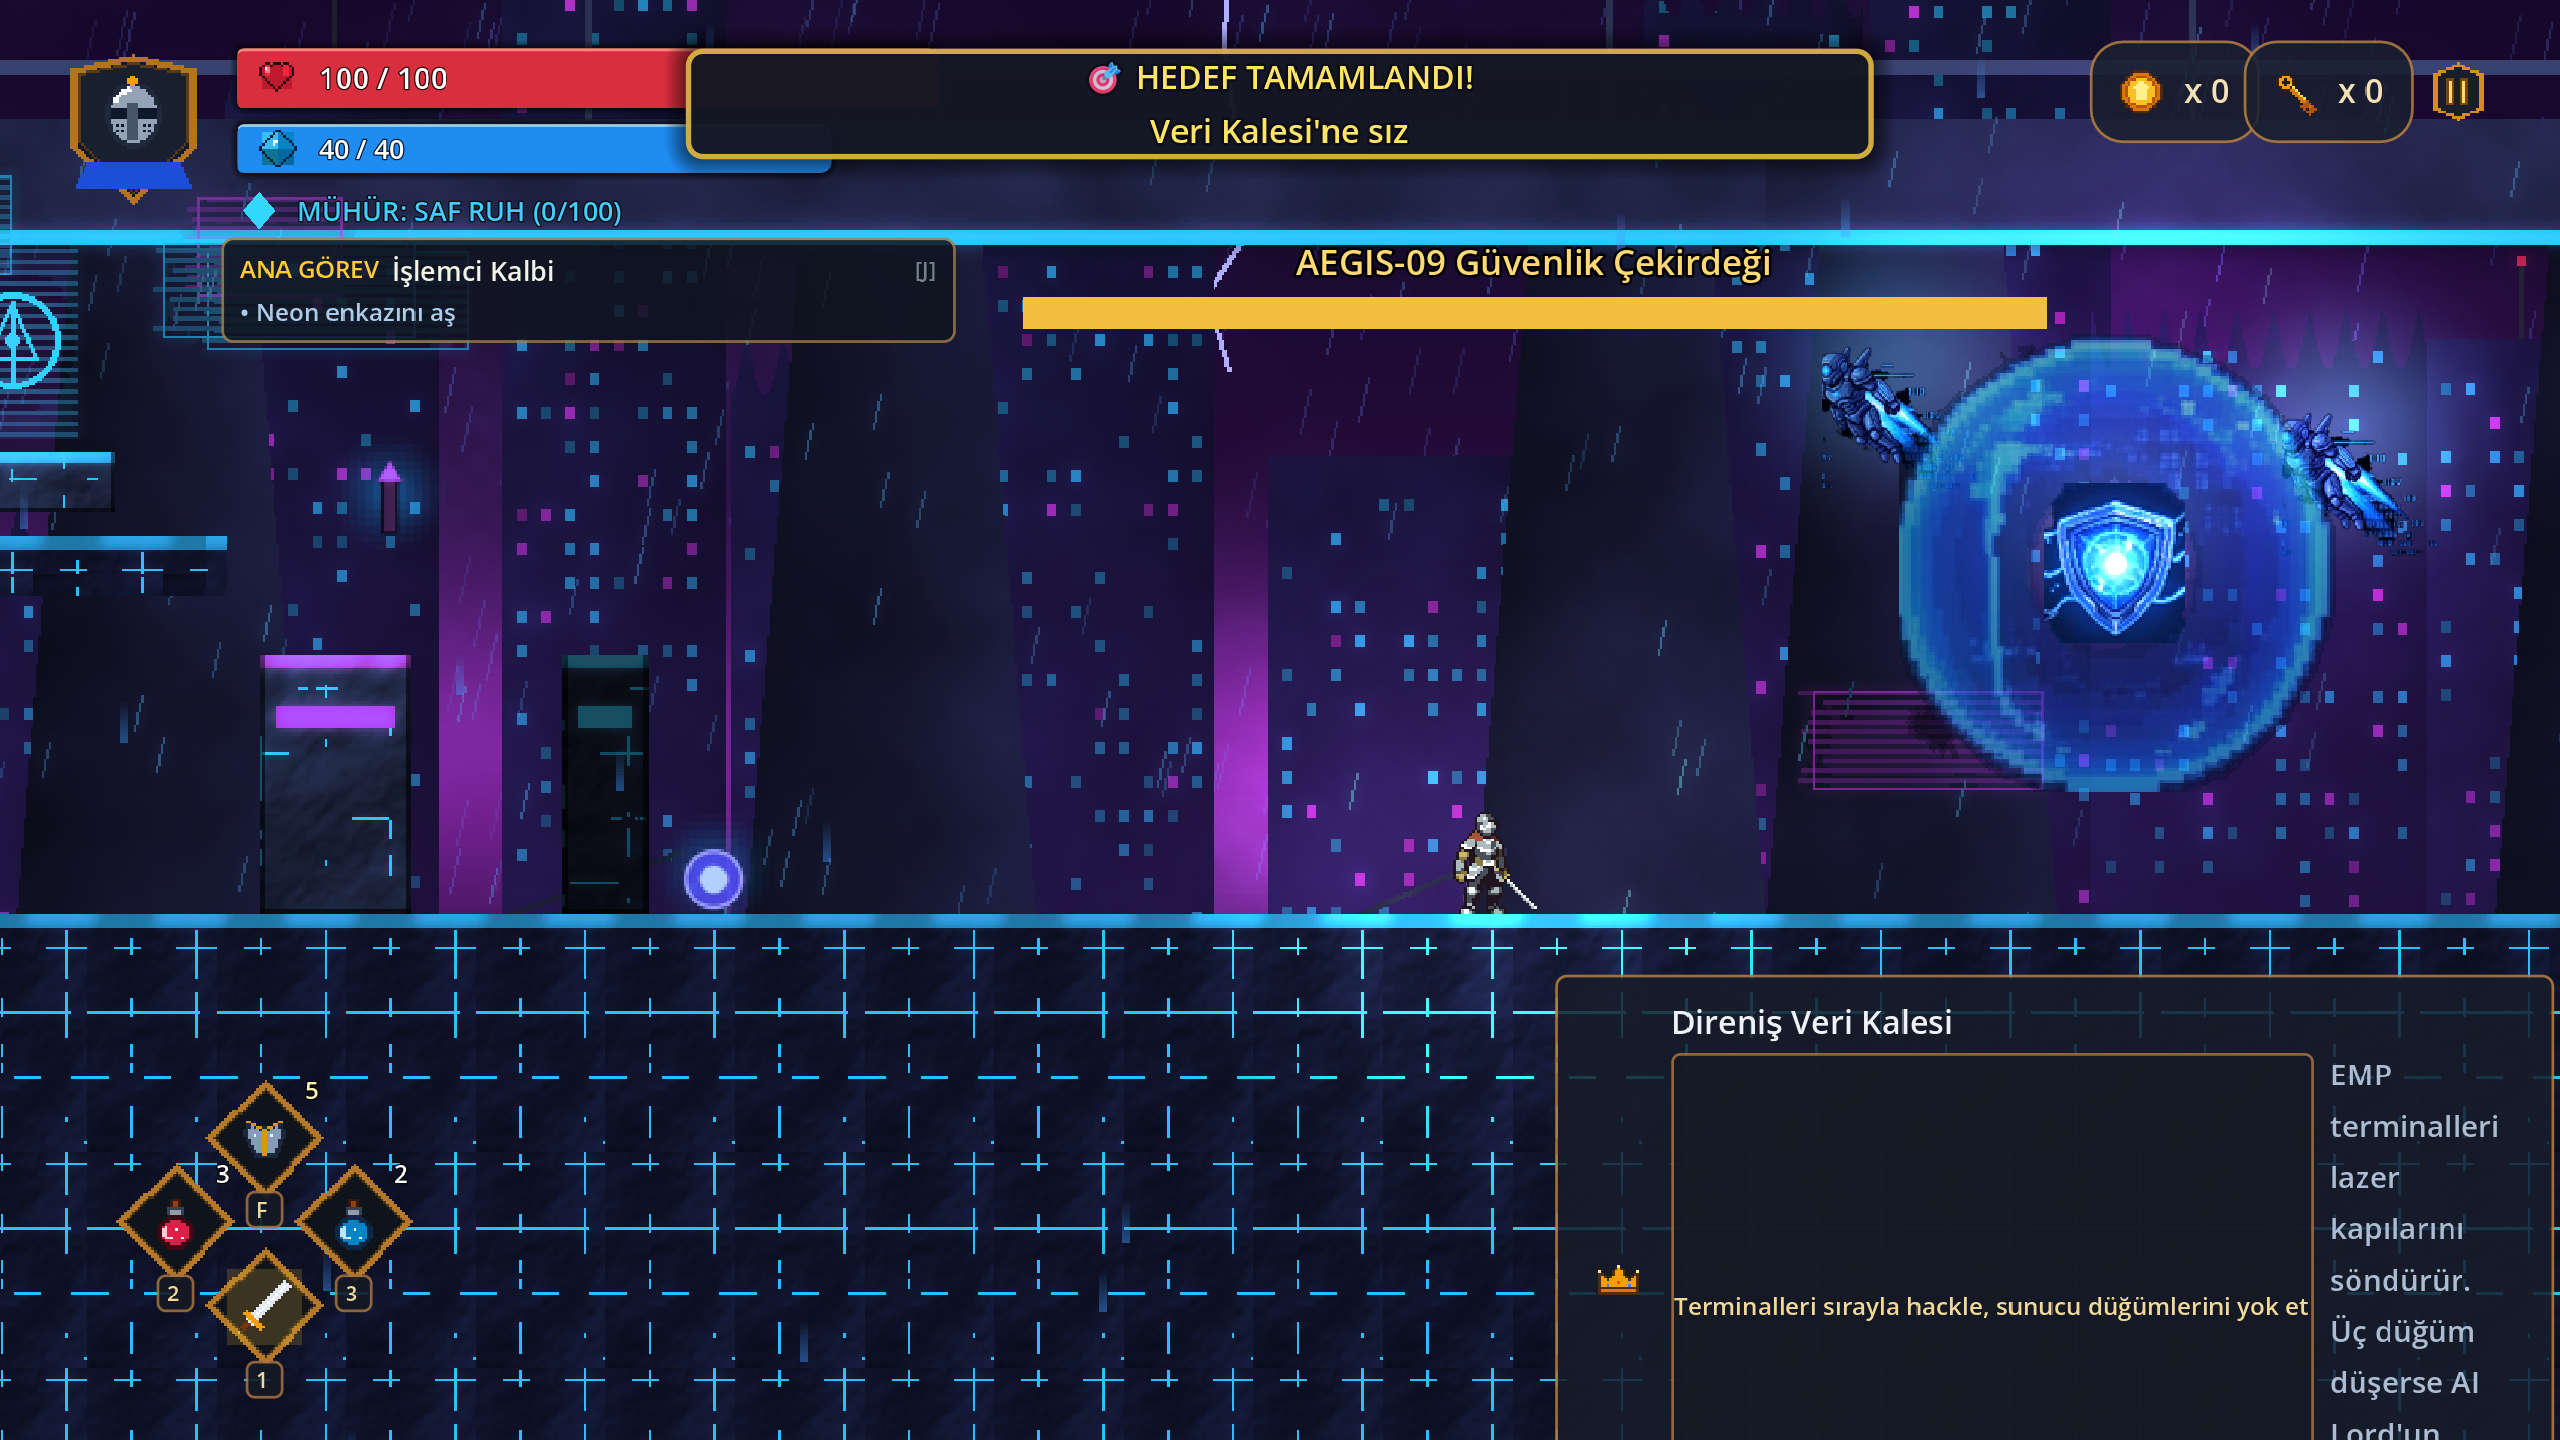 100 / 100
40 / 40
MÜHÜR: SAF RUH (0/100)
HEDEF TAMAMLANDI!
Veri Kalesi'ne sız
x 0
x 0
ANA GÖREV İşlemci Kalbi [J]
• Neon enkazını aş
AEGIS-09 Güvenlik Çekirdeği
5
3
2
F
2
3
1
Direniş Veri Kalesi
Terminalleri sırayla hackle, sunucu düğümlerini yok et
EMP
terminalleri
lazer
kapılarını
söndürür.
Üç düğüm
düşerse AI
Lord'un